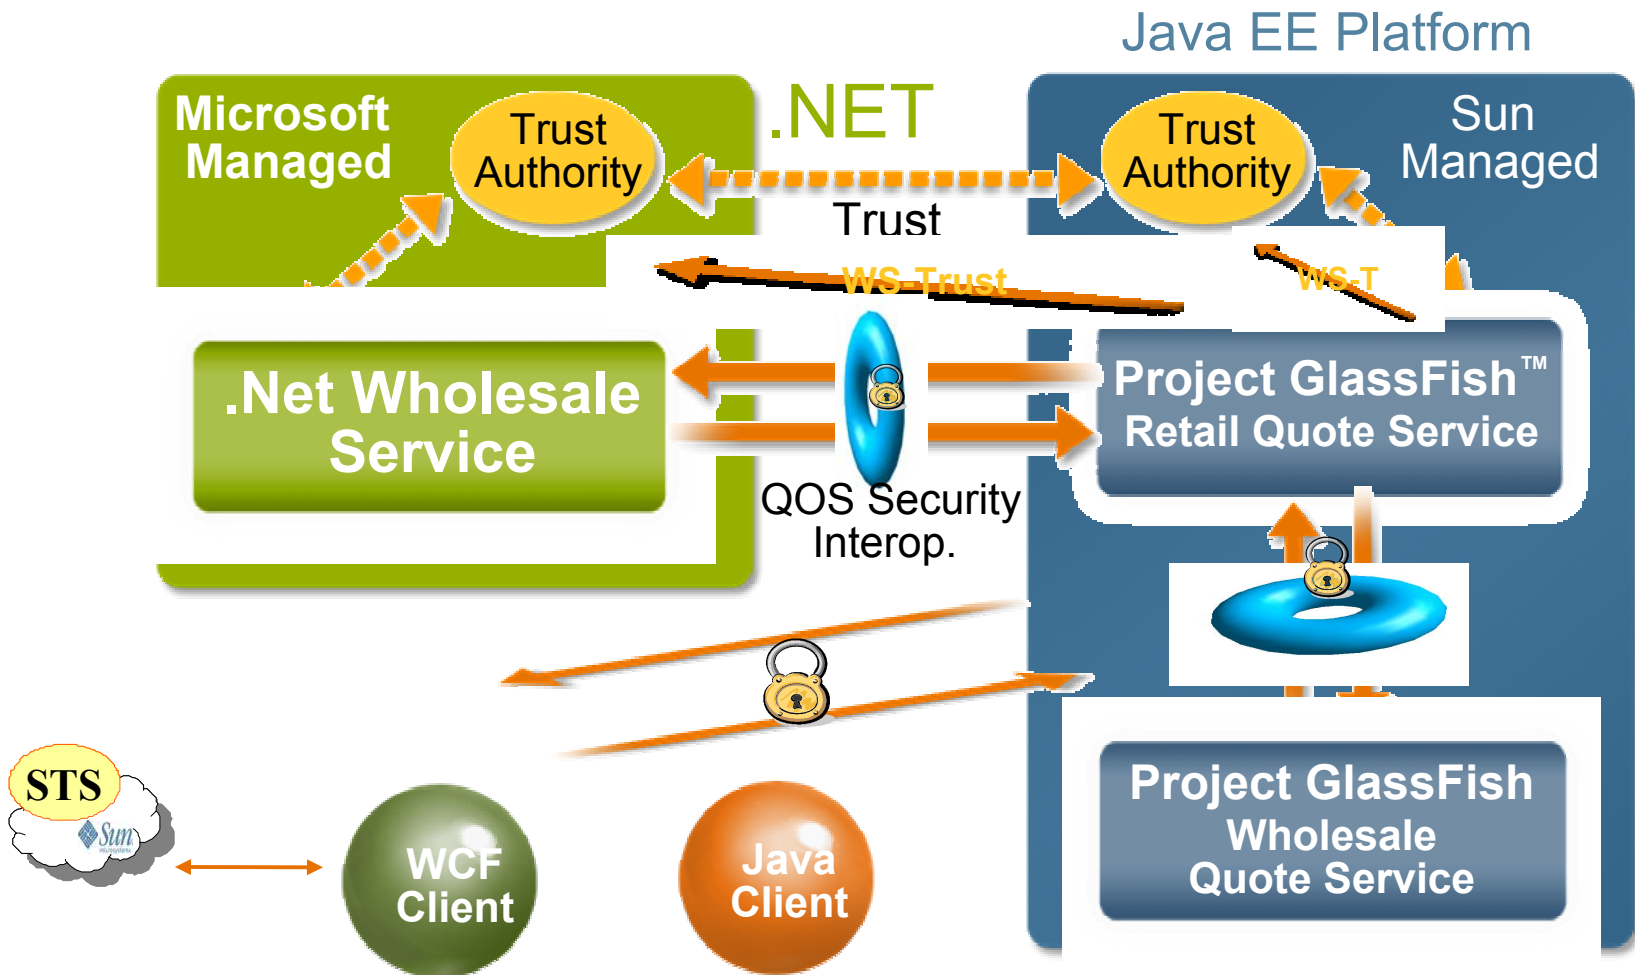 Java EE Platform
Microsoft
Managed
Trust
Authority
.NET
Trust
Authority
Sun
Managed
Trust
WS-Trust
WS-T
.Net Wholesale
Service
Project GlassFish™
Retail Quote Service
QOS Security
Interop.
STS
Sun
microsystems
WCF
Client
Java
Client
Project GlassFish
Wholesale
Quote Service